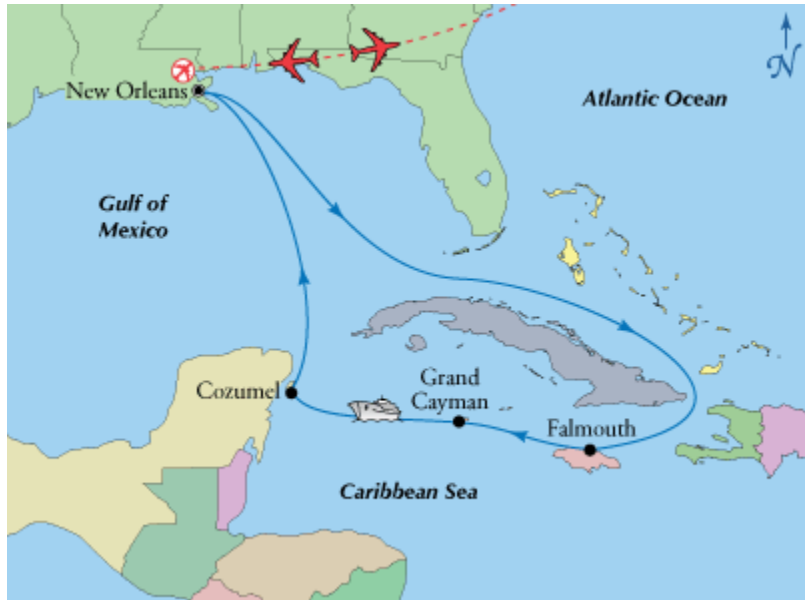 N
New Orleans
Atlantic Ocean
Gulf of
Mexico
Cozumel
Grand
Cayman
Falmouth
Caribbean Sea